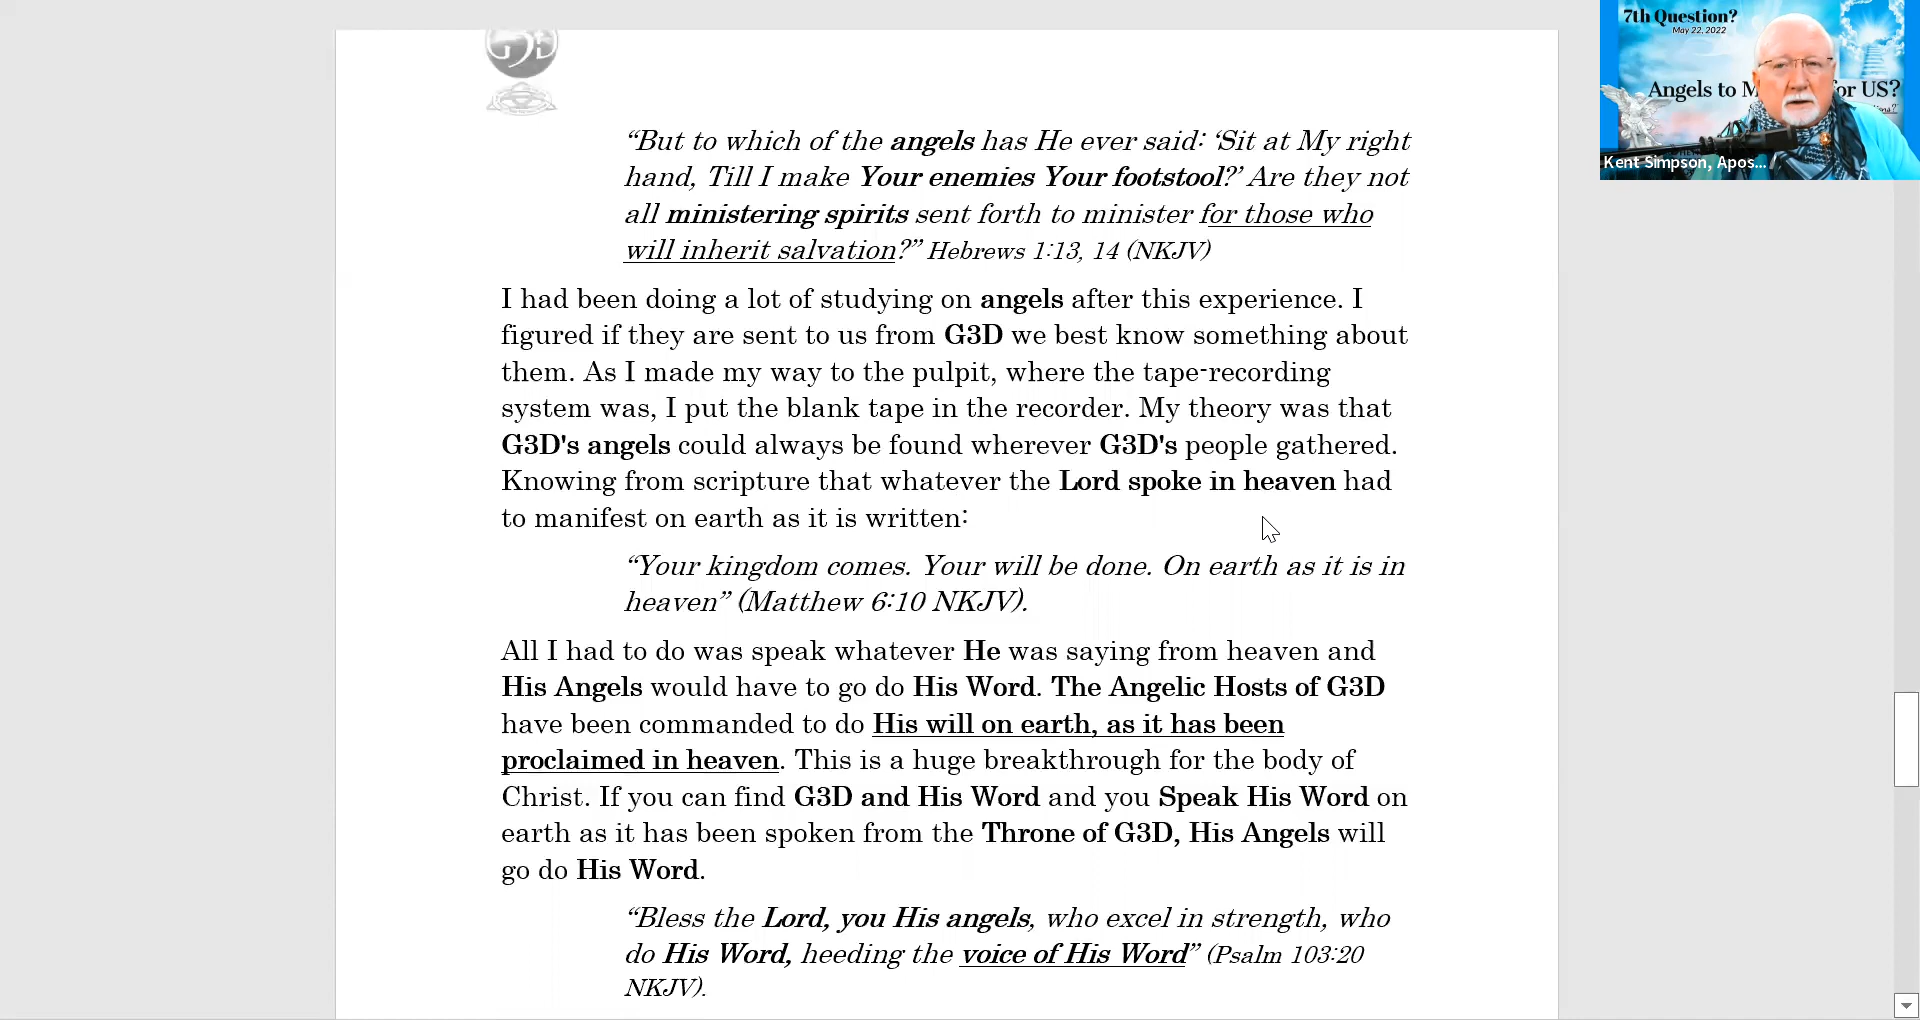 G3D
“But to which of the angels has He ever said: ‘Sit at My right
hand, Till I make Your enemies Your footstool?’ Are they not
all ministering spirits sent forth to minister for those who
will inherit salvation?” Hebrews 1:13, 14 (NKJV)
I had been doing a lot of studying on angels after this experience. I
figured if they are sent to us from G3D we best know something about
them. As I made my way to the pulpit, where the tape-recording
system was, I put the blank tape in the recorder. My theory was that
G3D's angels could always be found wherever G3D's people gathered.
Knowing from scripture that whatever the Lord spoke in heaven had
to manifest on earth as it is written:
“Your kingdom comes. Your will be done. On earth as it is in
heaven” (Matthew 6:10 NKJV).
All I had to do was speak whatever He was saying from heaven and
His Angels would have to go do His Word. The Angelic Hosts of G3D
have been commanded to do His will on earth, as it has been
proclaimed in heaven. This is a huge breakthrough for the body of
Christ. If you can find G3D and His Word and you Speak His Word on
earth as it has been spoken from the Throne of G3D, His Angels will
go do His Word.
“Bless the Lord, you His angels, who excel in strength, who
do His Word, heeding the voice of His Word” (Psalm 103:20
NKJV).
7th Question?
May 22, 2022
Angels to M or US?
Kent Simpson, Apos...